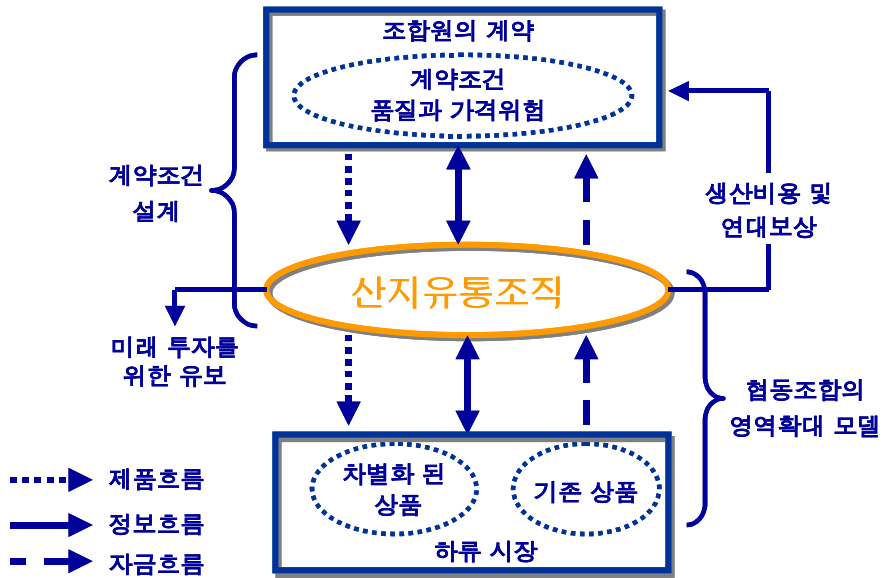 조합원의 계약
계약조건
품질과 가격위험
계약조건
설계
생산비용 및
연대보상
산지유통조직
미래 투자를
위한 유보
협동조합의
영역확대 모델
차별화 된
상품
기존 상품
하류 시장
제품흐름
정보흐름
자금흐름